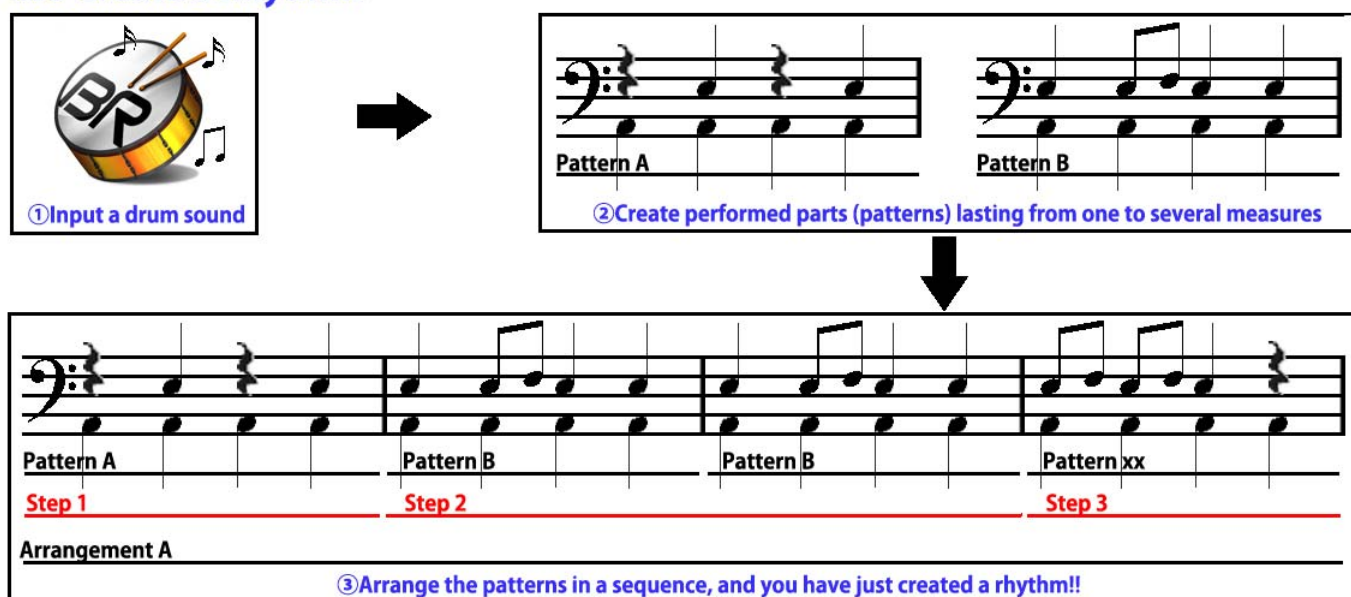 BR
①Input a drum sound
Pattern A
Pattern B
②Create performed parts (patterns) lasting from one to several measures
Pattern A
Pattern B
Pattern B
Pattern xx
Step 1
Step 2
Step 3
Arrangement A
③Arrange the patterns in a sequence, and you have just created a rhythm!!